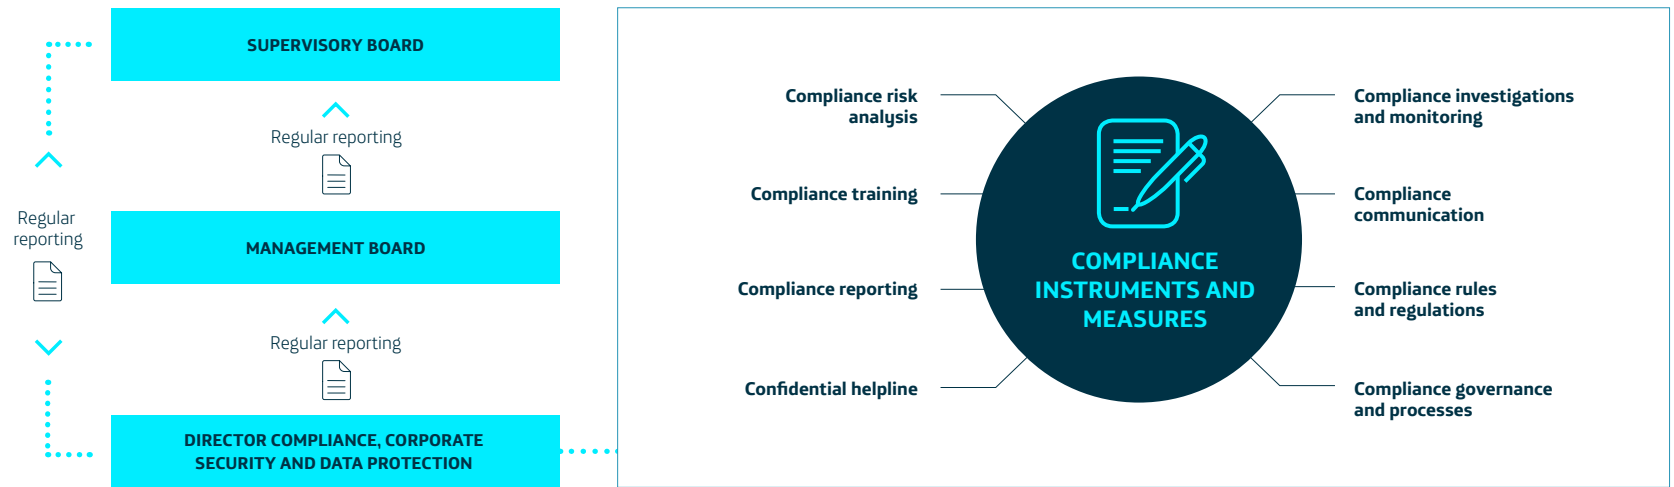 SUPERVISORY BOARD
Regular reporting
Regular
reporting
MANAGEMENT BOARD
Regular reporting
DIRECTOR COMPLIANCE, CORPORATE
SECURITY AND DATA PROTECTION
Compliance risk
analysis
Compliance training
Compliance reporting
Confidential helpline
COMPLIANCE
INSTRUMENTS AND
MEASURES
Compliance investigations
and monitoring
Compliance
communication
Compliance rules
and regulations
Compliance governance
and processes